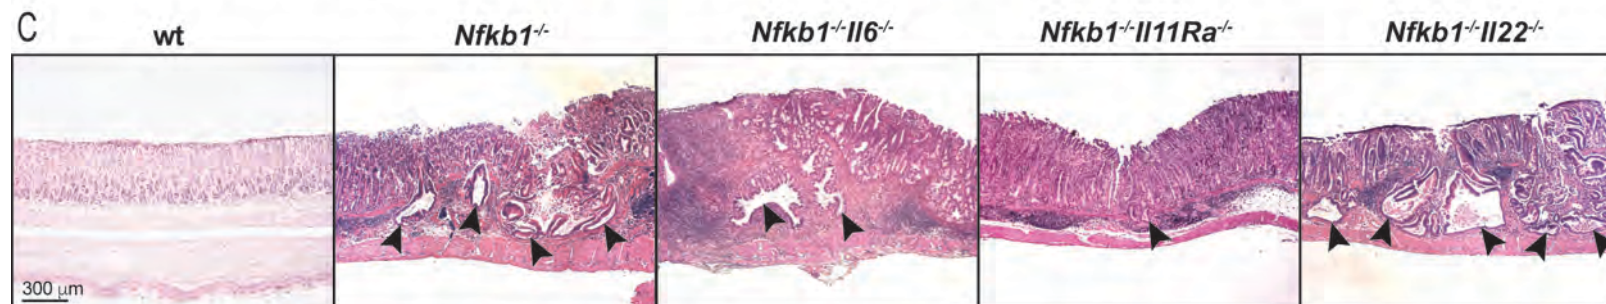 C
wt
Nfkb1-/-
Nfkb1-/-Il6-/-
Nfkb1-/-Il11Ra-/-
Nfkb1-/-Il22-/-
300 μm